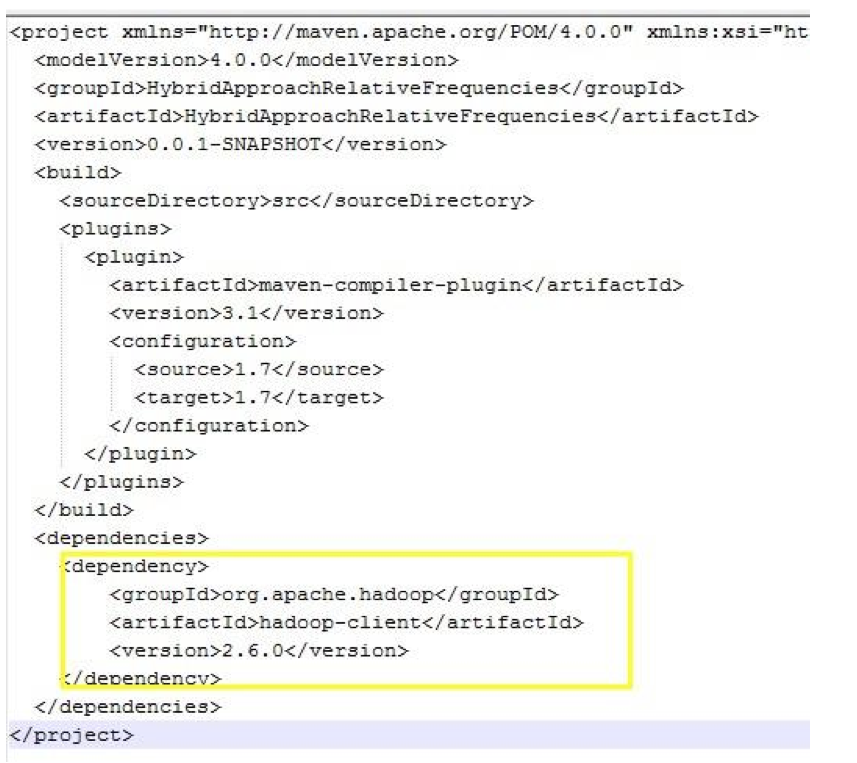 <project xmlns="http://maven.apache.org/POM/4.0.0" xmlns:xsi="ht
<modelVersion>4.0.0</modelVersion>
<groupId>HybridApproachRelativeFrequencies</groupId>
<artifactId>HybridApproachRelativeFrequencies</artifactId>
<version>0.0.1-SNAPSHOT</version>
<build>
<sourceDirectory>src</sourceDirectory>
<plugins>
<plugin>
<artifactId>maven-compiler-plugin</artifactId>
<version>3.1</version>
<configuration>
<source>1.7</source>
<target>1.7</target>
</configuration>
</plugin>
</plugins>
</build>
<dependencies>
<dependency>
<groupId>org.apache.hadoop</groupId>
<artifactId>hadoop-client</artifactId>
<version>2.6.0</version>
</dependency>
</dependencies>
</project>